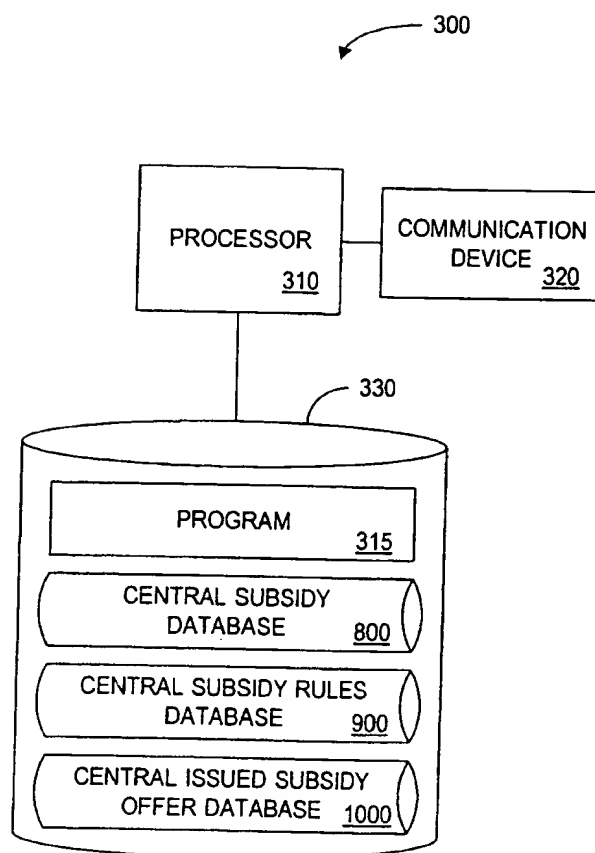 300
PROCESSOR
310
COMMUNICATION
DEVICE
320
330
PROGRAM
315
CENTRAL SUBSIDY
DATABASE 800
CENTRAL SUBSIDY RULES
DATABASE 900
CENTRAL ISSUED SUBSIDY
OFFER DATABASE 1000